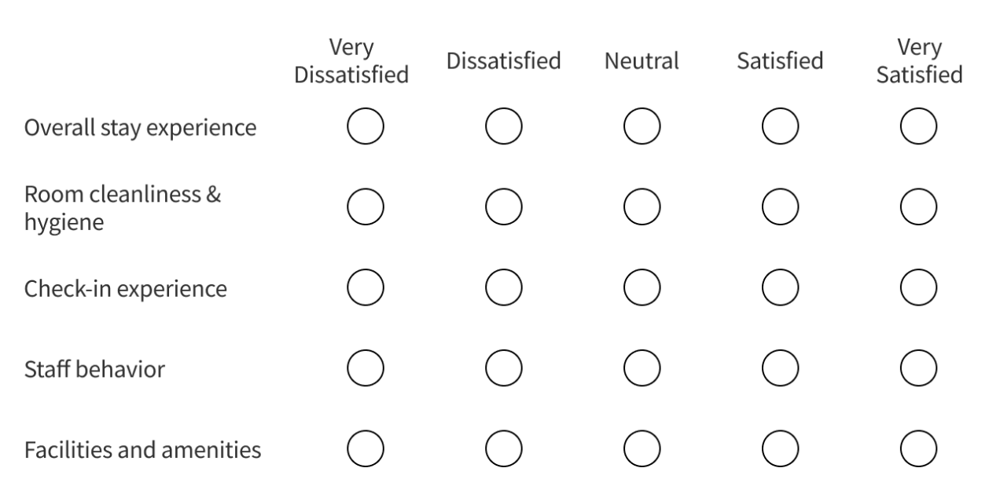 Very
Dissatisfied
Dissatisfied
Neutral
Satisfied
Very
Satisfied
Overall stay experience
Room cleanliness &
hygiene
Check-in experience
Staff behavior
Facilities and amenities